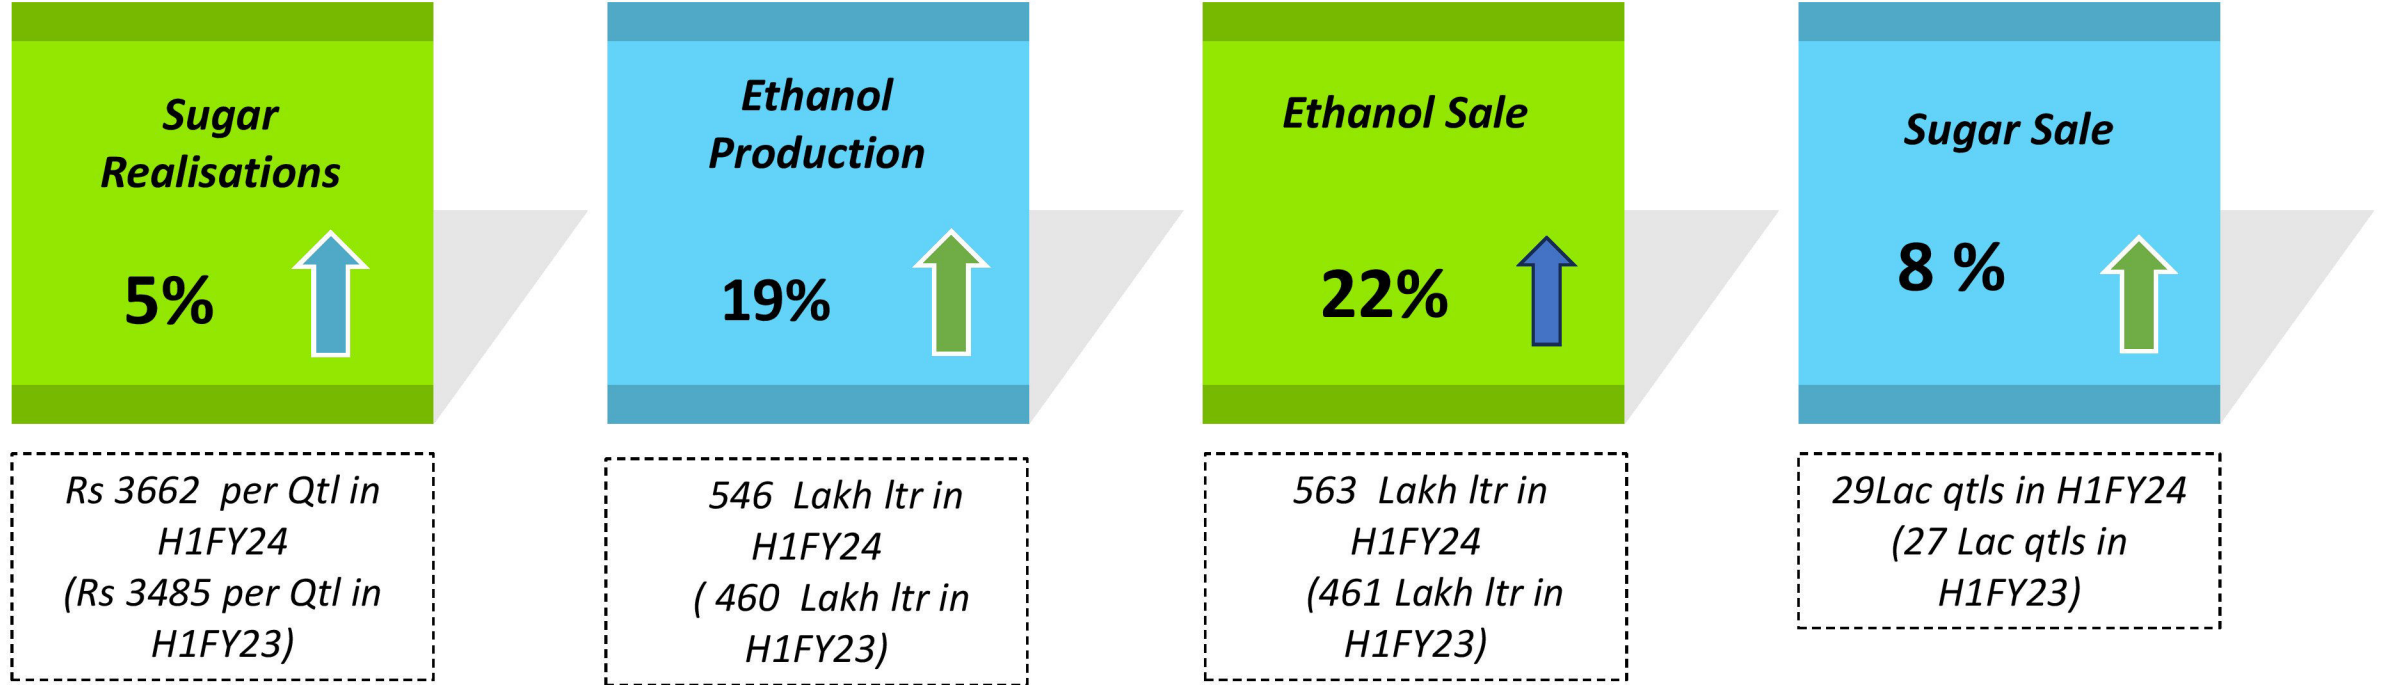 Sugar
Realisations
5%
Rs 3662 per Qtl in
H1FY24
(Rs 3485 per Qtl in
H1FY23)
Ethanol
Production
19%
546 Lakh ltr in
H1FY24
( 460 Lakh ltr in
H1FY23)
Ethanol Sale
22%
563 Lakh ltr in
H1FY24
(461 Lakh ltr in
H1FY23)
Sugar Sale
8 %
29Lac qtls in H1FY24
(27 Lac qtls in
H1FY23)